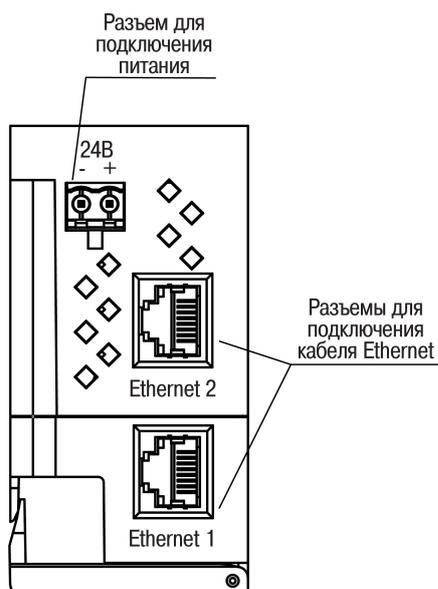 Разъем для
подключения
питания
24В
- +
Разъемы для
подключения
кабеля Ethernet
Ethernet 2
Ethernet 1